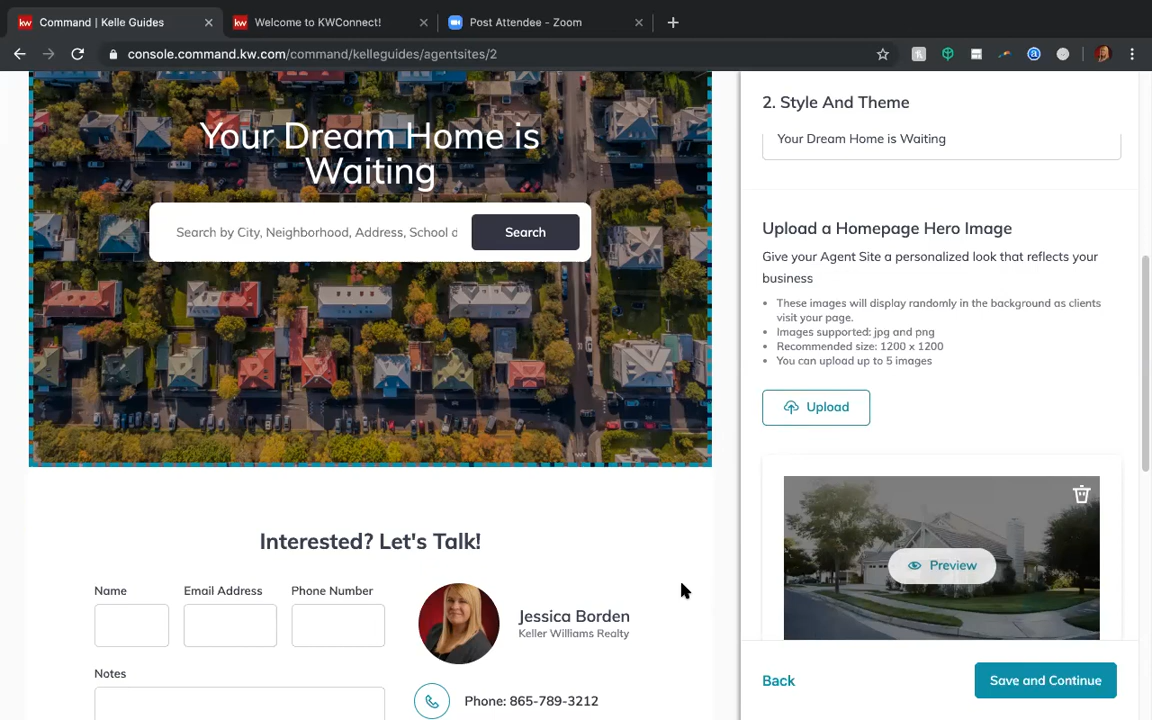 kw Command | Kelle Guides
kw Welcome to KWConnect!
Post Attendee - Zoom
console.command.kw.com/command/kelleguides/agentsites/2
Your Dream Home is
Waiting
Search by City, Neighborhood, Address, School d
Search
Interested? Let's Talk!
Name
Email Address
Phone Number
Jessica Borden
Keller Williams Realty
Notes
Phone: 865-789-3212
2. Style And Theme
Your Dream Home is Waiting
Upload a Homepage Hero Image
Give your Agent Site a personalized look that reflects your
business
These images will display randomly in the background as clients
visit your page.
Images supported: jpg and png
Recommended size: 1200 x 1200
You can upload up to 5 images
Upload
Preview
Back
Save and Continue